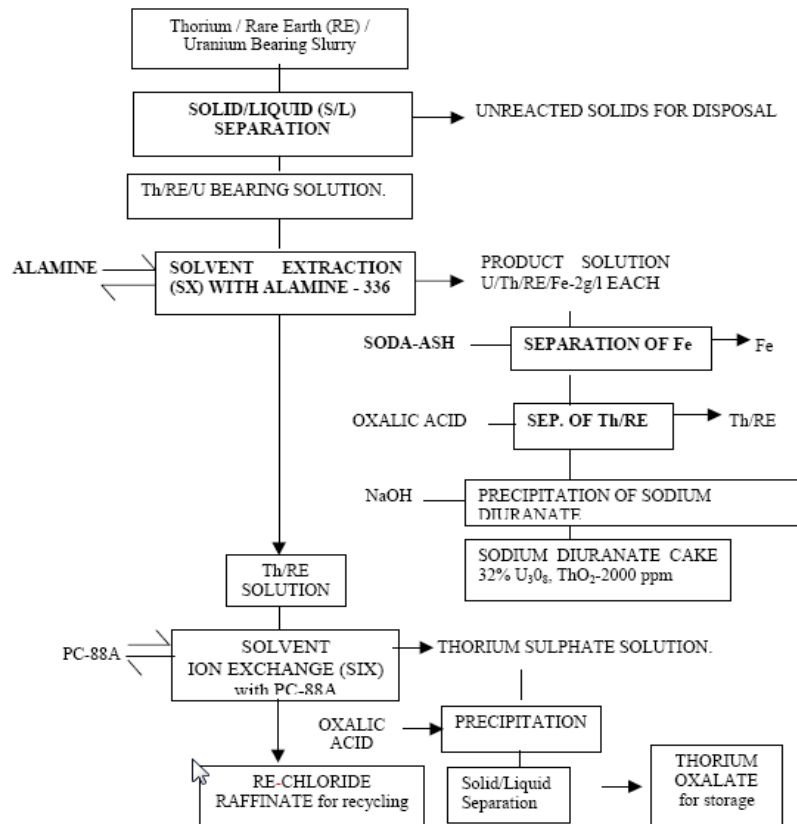 Thorium / Rare Earth (RE) /
Uranium Bearing Slurry
SOLID/LIQUID (S/L)
SEPARATION
UNREACTED SOLIDS FOR DISPOSAL
Th/RE/U BEARING SOLUTION.
ALAMINE
SOLVENT EXTRACTION
(SX) WITH ALAMINE - 336
PRODUCT SOLUTION
U/Th/RE/Fe-2g/l EACH
SODA-ASH
SEPARATION OF Fe
Fe
OXALIC ACID
SEP. OF Th/RE
Th/RE
NaOH
PRECIPITATION OF SODIUM
DIURANATE
SODIUM DIURANATE CAKE
32% U₃0₈, ThO₂-2000 ppm
Th/RE
SOLUTION
PC-88A
SOLVENT
ION EXCHANGE (SIX)
with PC-88A
THORIUM SULPHATE SOLUTION.
OXALIC
ACID
PRECIPITATION
RE-CHLORIDE
RAFFINATE for recycling
Solid/Liquid
Separation
THORIUM
OXALATE
for storage